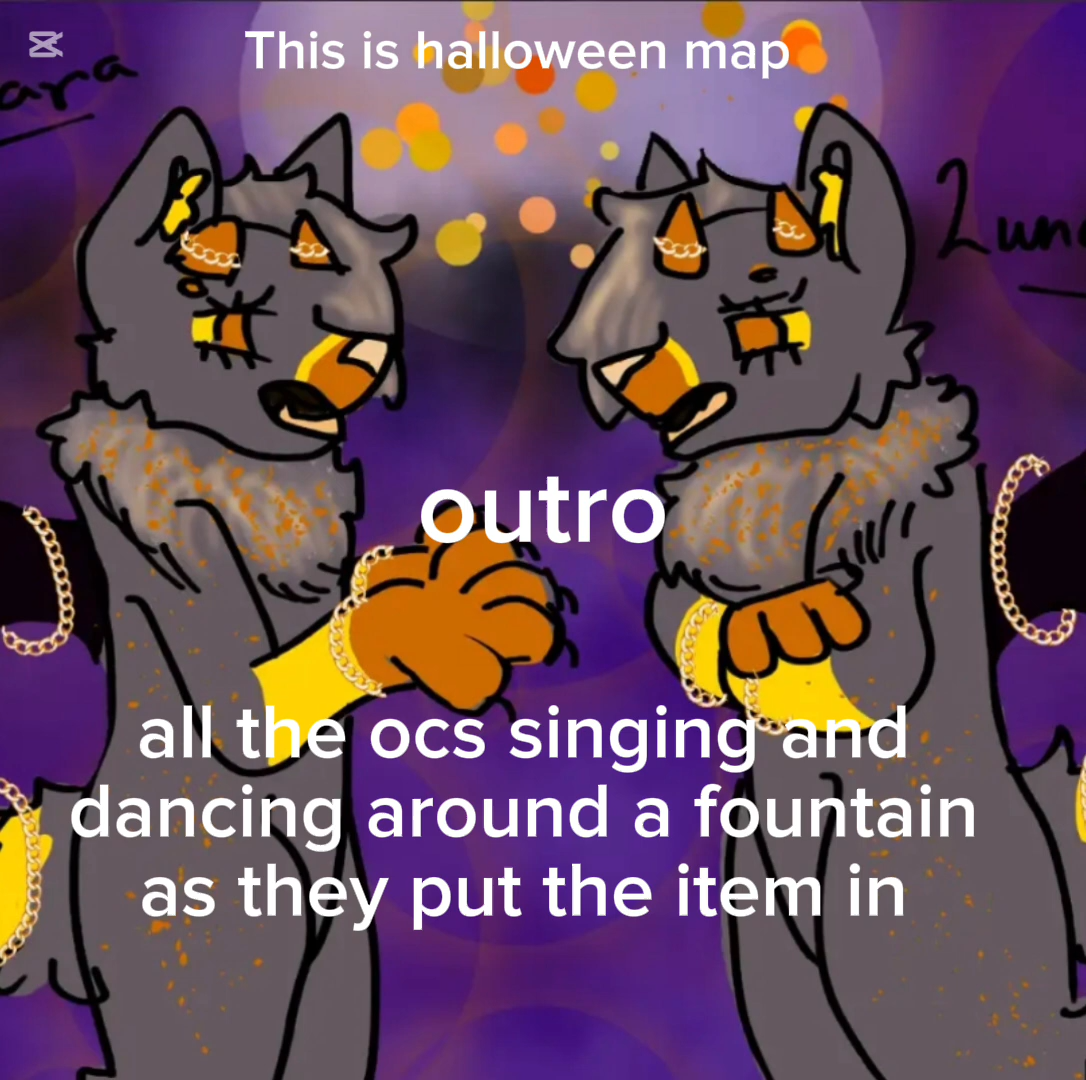 This is halloween map
outro
all the ocs singing and
dancing around a fountain
as they put the item in